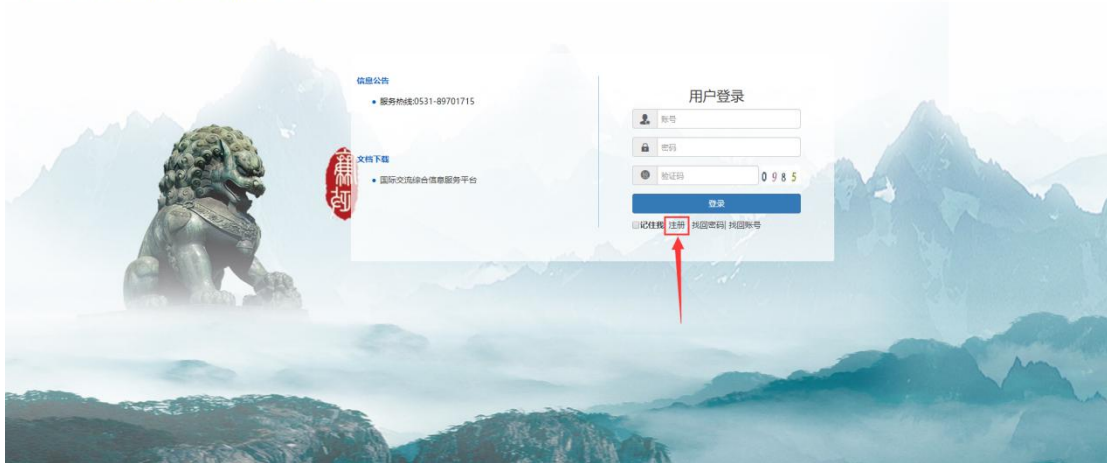 信息公告
服务热线:0531-89701715
文档下载
国际交流综合信息服务平台
用户登录
账号
密码
验证码
0985
登录
记住我 注册 找回密码| 找回账号